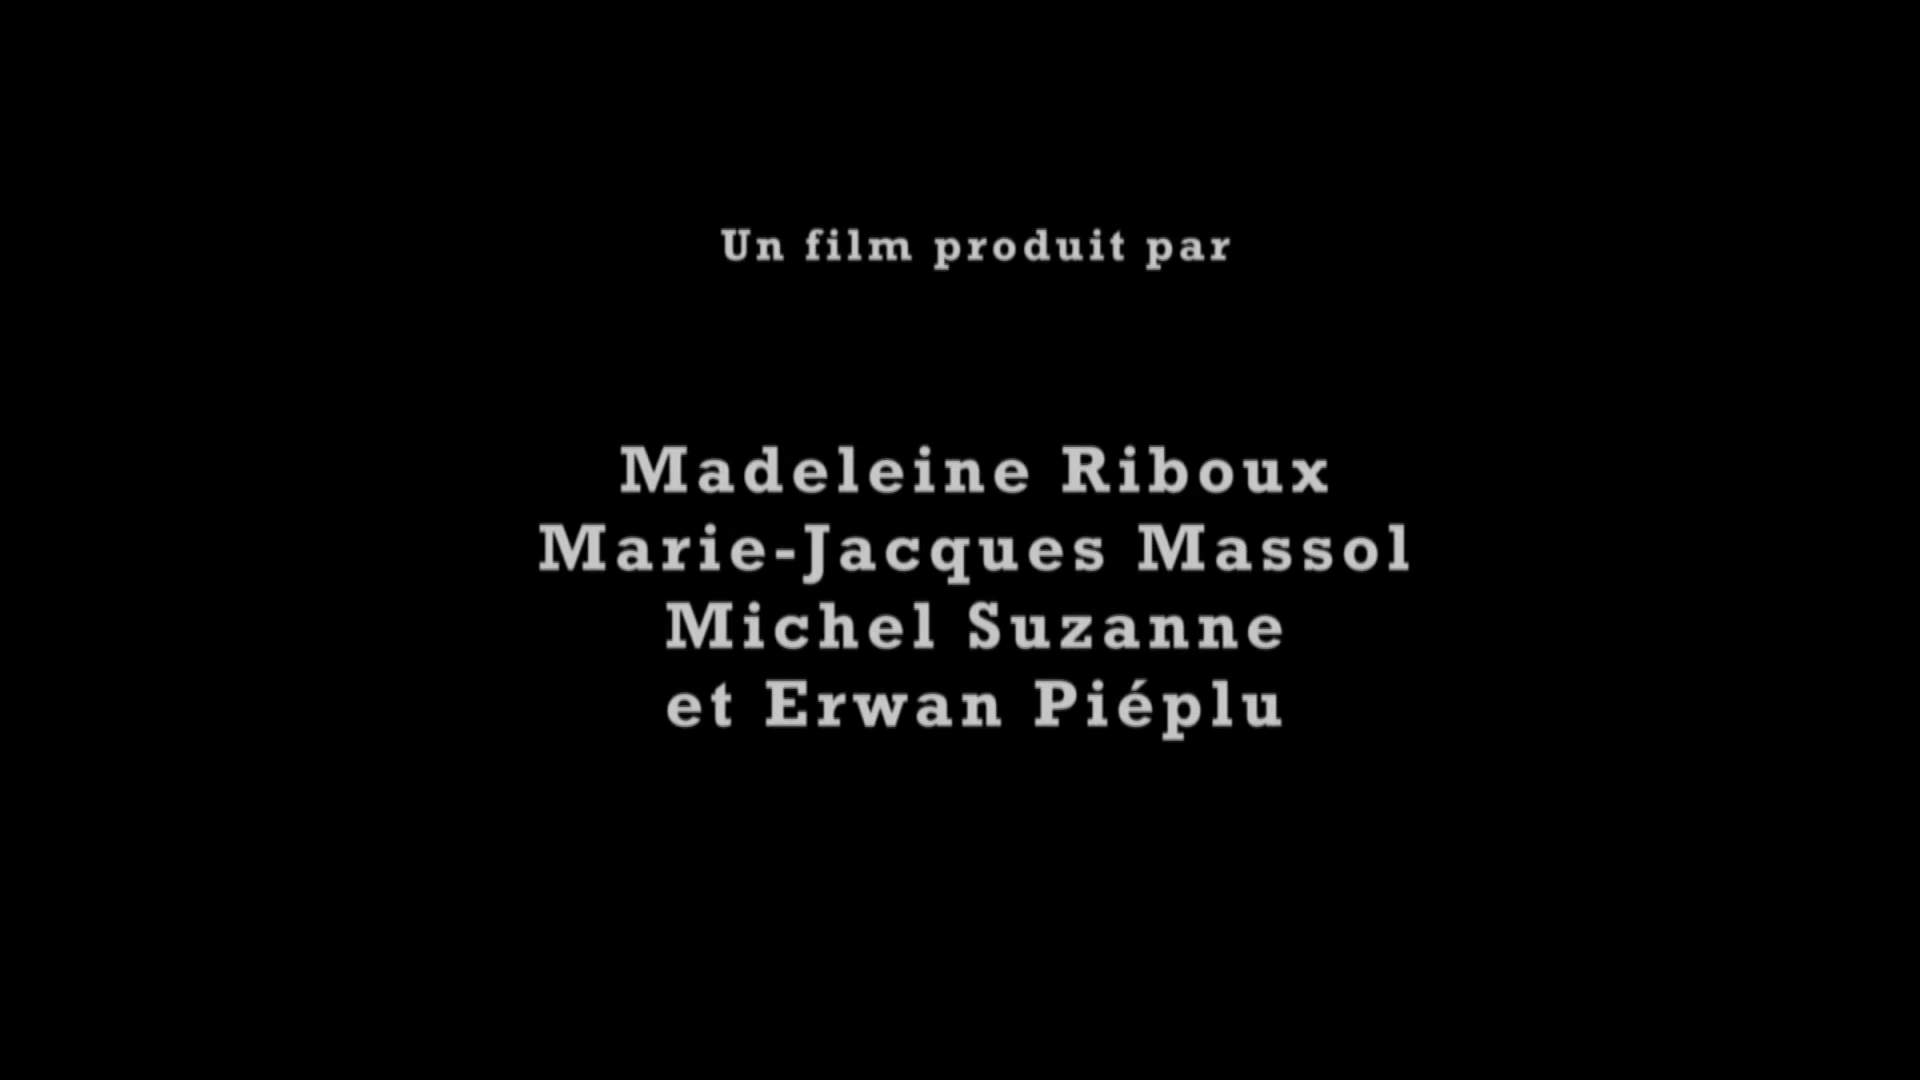 Un film produit par
Madeleine Riboux
Marie-Jacques Massol
Michel Suzanne
et Erwan Piéplu